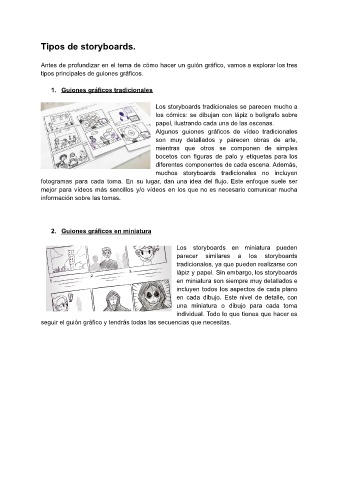 Tipos de storyboards.
Antes de profundizar en el tema de cómo hacer un guión gráfico, vamos a explorar los tres
tipos principales de guiones gráficos.
1. Guiones gráficos tradicionales
Los storyboards tradicionales se parecen mucho a
los cómics: se dibujan con lápiz o bolígrafo sobre
papel, ilustrando cada una de las escenas.
Algunos guiones gráficos de vídeo tradicionales
son muy detallados y parecen obras de arte,
mientras que otros se componen de simples
bocetos con figuras de palo y etiquetas para los
diferentes componentes de cada escena. Además,
muchos storyboards tradicionales no incluyen
fotogramas para cada toma. En su lugar, dan una idea del flujo. Este enfoque suele ser
mejor para vídeos más sencillos y/o vídeos en los que no es necesario comunicar mucha
información sobre las tomas.
2. Guiones gráficos en miniatura
Los storyboards en miniatura pueden
parecer similares a los storyboards
tradicionales, ya que pueden realizarse con
lápiz y papel. Sin embargo, los storyboards
en miniatura son siempre muy detallados e
incluyen todos los aspectos de cada plano
en cada dibujo. Este nivel de detalle, con
una miniatura o dibujo para cada toma
individual. Todo lo que tienes que hacer es
seguir el guión gráfico y tendrás todas las secuencias que necesitas.